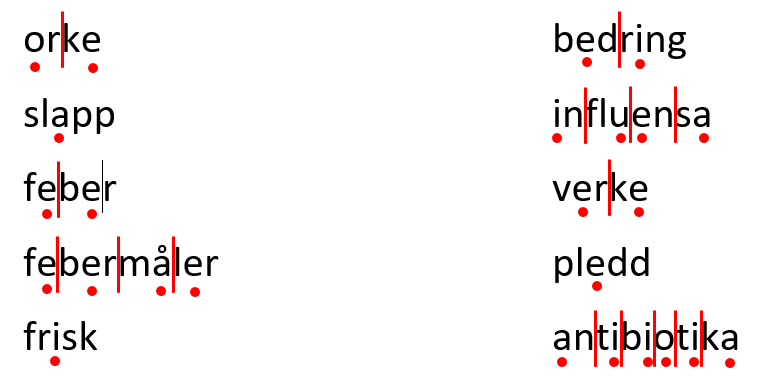 orke
slapp
feber
febermåler
frisk
bedring
influensa
verke
pledd
antibiotika